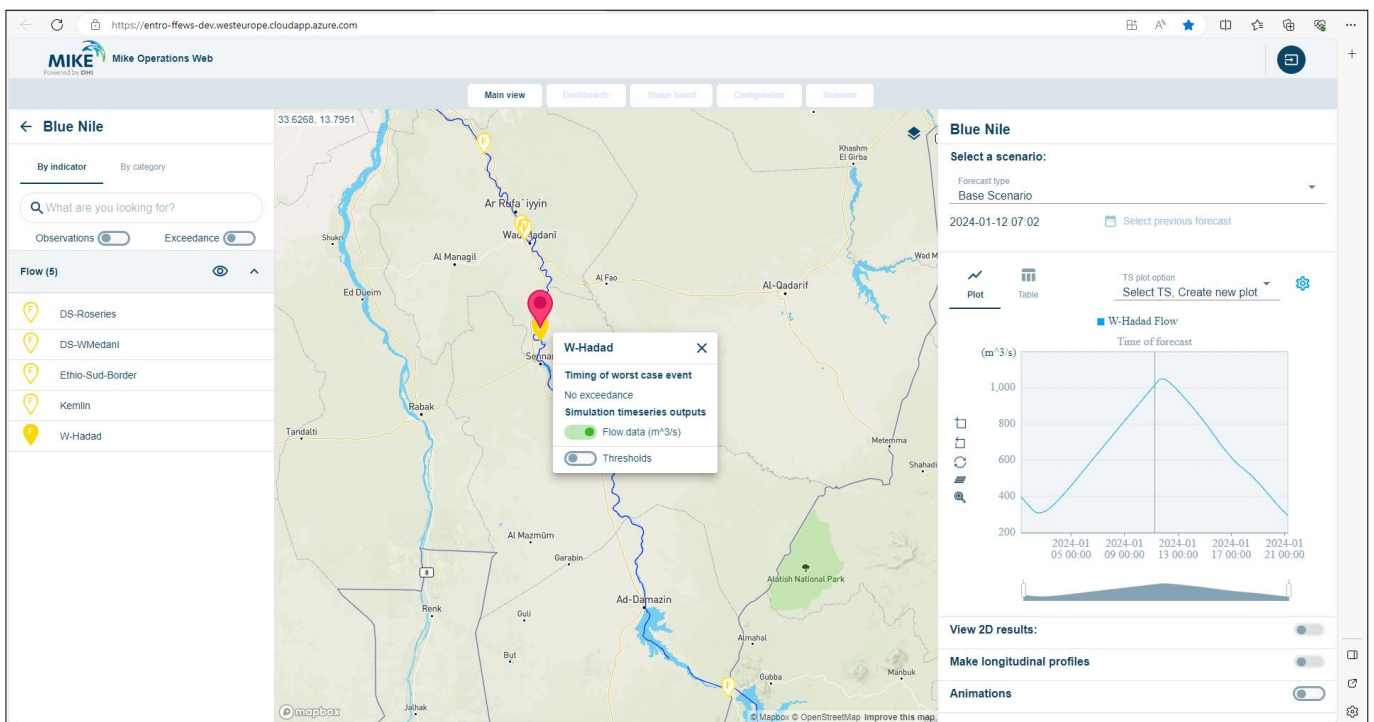 https://entro-ffews-dev.westeurope.cloudapp.azure.com
MIKE
Powered by DHI
Mike Operations Web
Main view
Dashboards
Status board
Configuration
Scenario
Blue Nile
By indicator
By category
What are you looking for?
Observations
Exceedance
Flow (5)
F
DS-Roseries
F
DS-WMedani
F
Ethio-Sud-Border
F
Kemlin
F
W-Hadad
33.6268, 13.7951
F
Khashm
El Girba
Ar Rufa`iyyin
Shukri
Wad Madanī
Wad M
Al Managil
Al Fao
Al-Qadarif
Ed Dueim
Sennar
Rabak
Tandalti
Metemma
Shahadi
W-Hadad
Timing of worst case event
No exceedance
Simulation timeseries outputs
Flow.data (m^3/s)
Thresholds
Al Mazmūm
Garabin
8
Alatish National Park
Renk
Ad-Damazin
Guli
Almahal
But
Gubba
Manbuk
F
Jalhak
mapbox
© Mapbox © OpenStreetMap Improve this map
Blue Nile
Select a scenario:
Forecast type
Base Scenario
2024-01-12 07:02
Select previous forecast
Plot
Table
TS plot option
Select TS, Create new plot
W-Hadad Flow
Time of forecast
(m^3/s)
1,000
800
600
400
200
2024-01 2024-01 2024-01 2024-01 2024-01
05 00:00 09 00:00 13 00:00 17 00:00 21 00:00
View 2D results:
Make longitudinal profiles
Animations